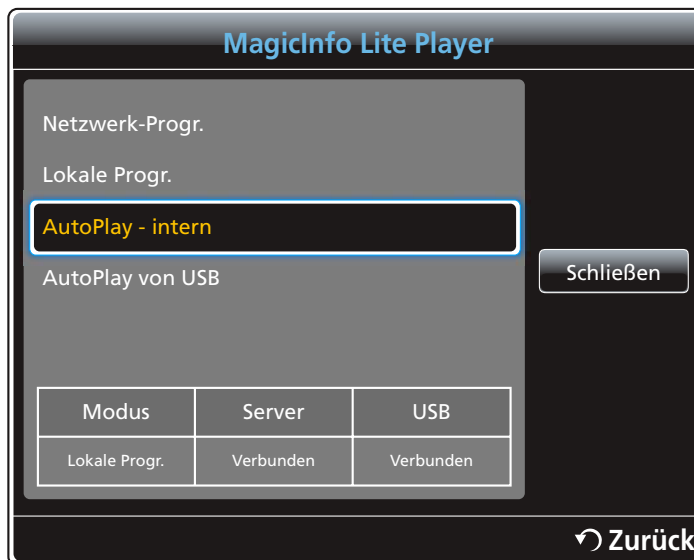 MagicInfo Lite Player
Netzwerk-Progr.
Lokale Progr.
AutoPlay - intern
AutoPlay von USB
Schließen
Modus Server USB
Lokale Progr. Verbunden Verbunden
Zurück